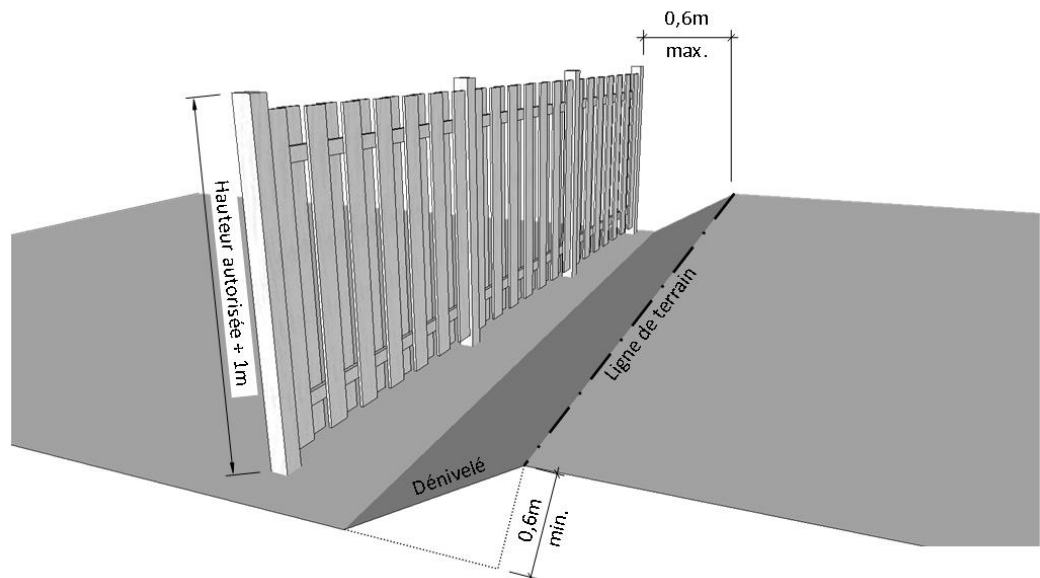 0,6m
max.
Hauteur autorisée + 1m
Ligne de terrain
Dénivelé
0,6m
min.